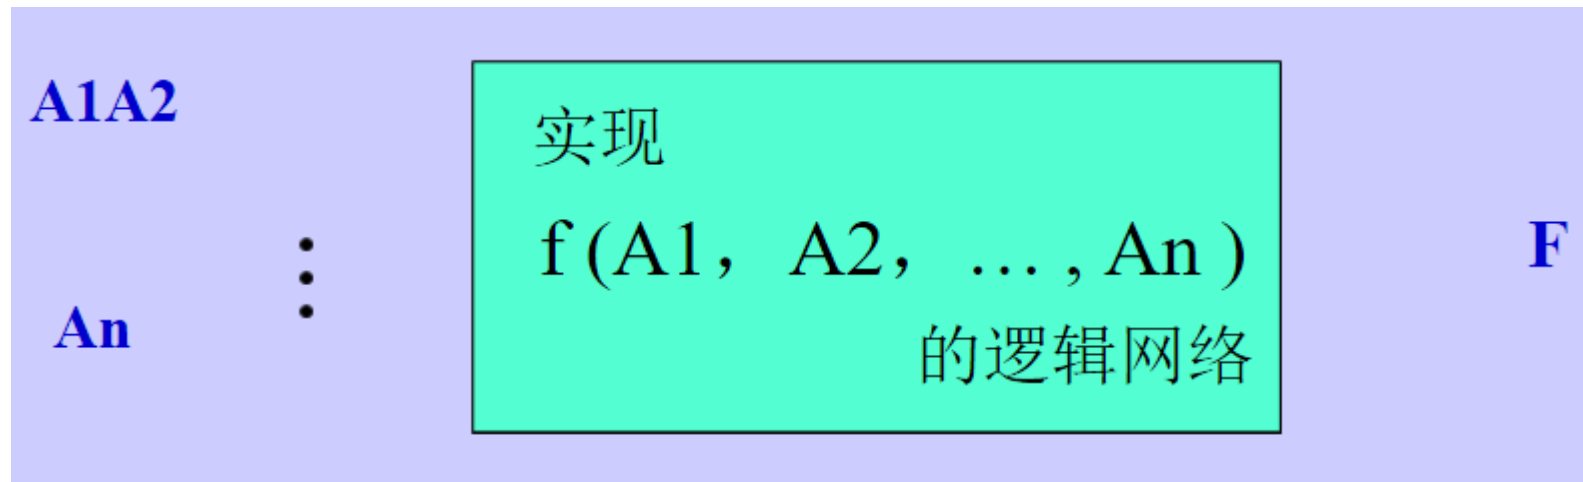 A1A2
实现
f (A1，A2，… , An )
F
An
的逻辑网络